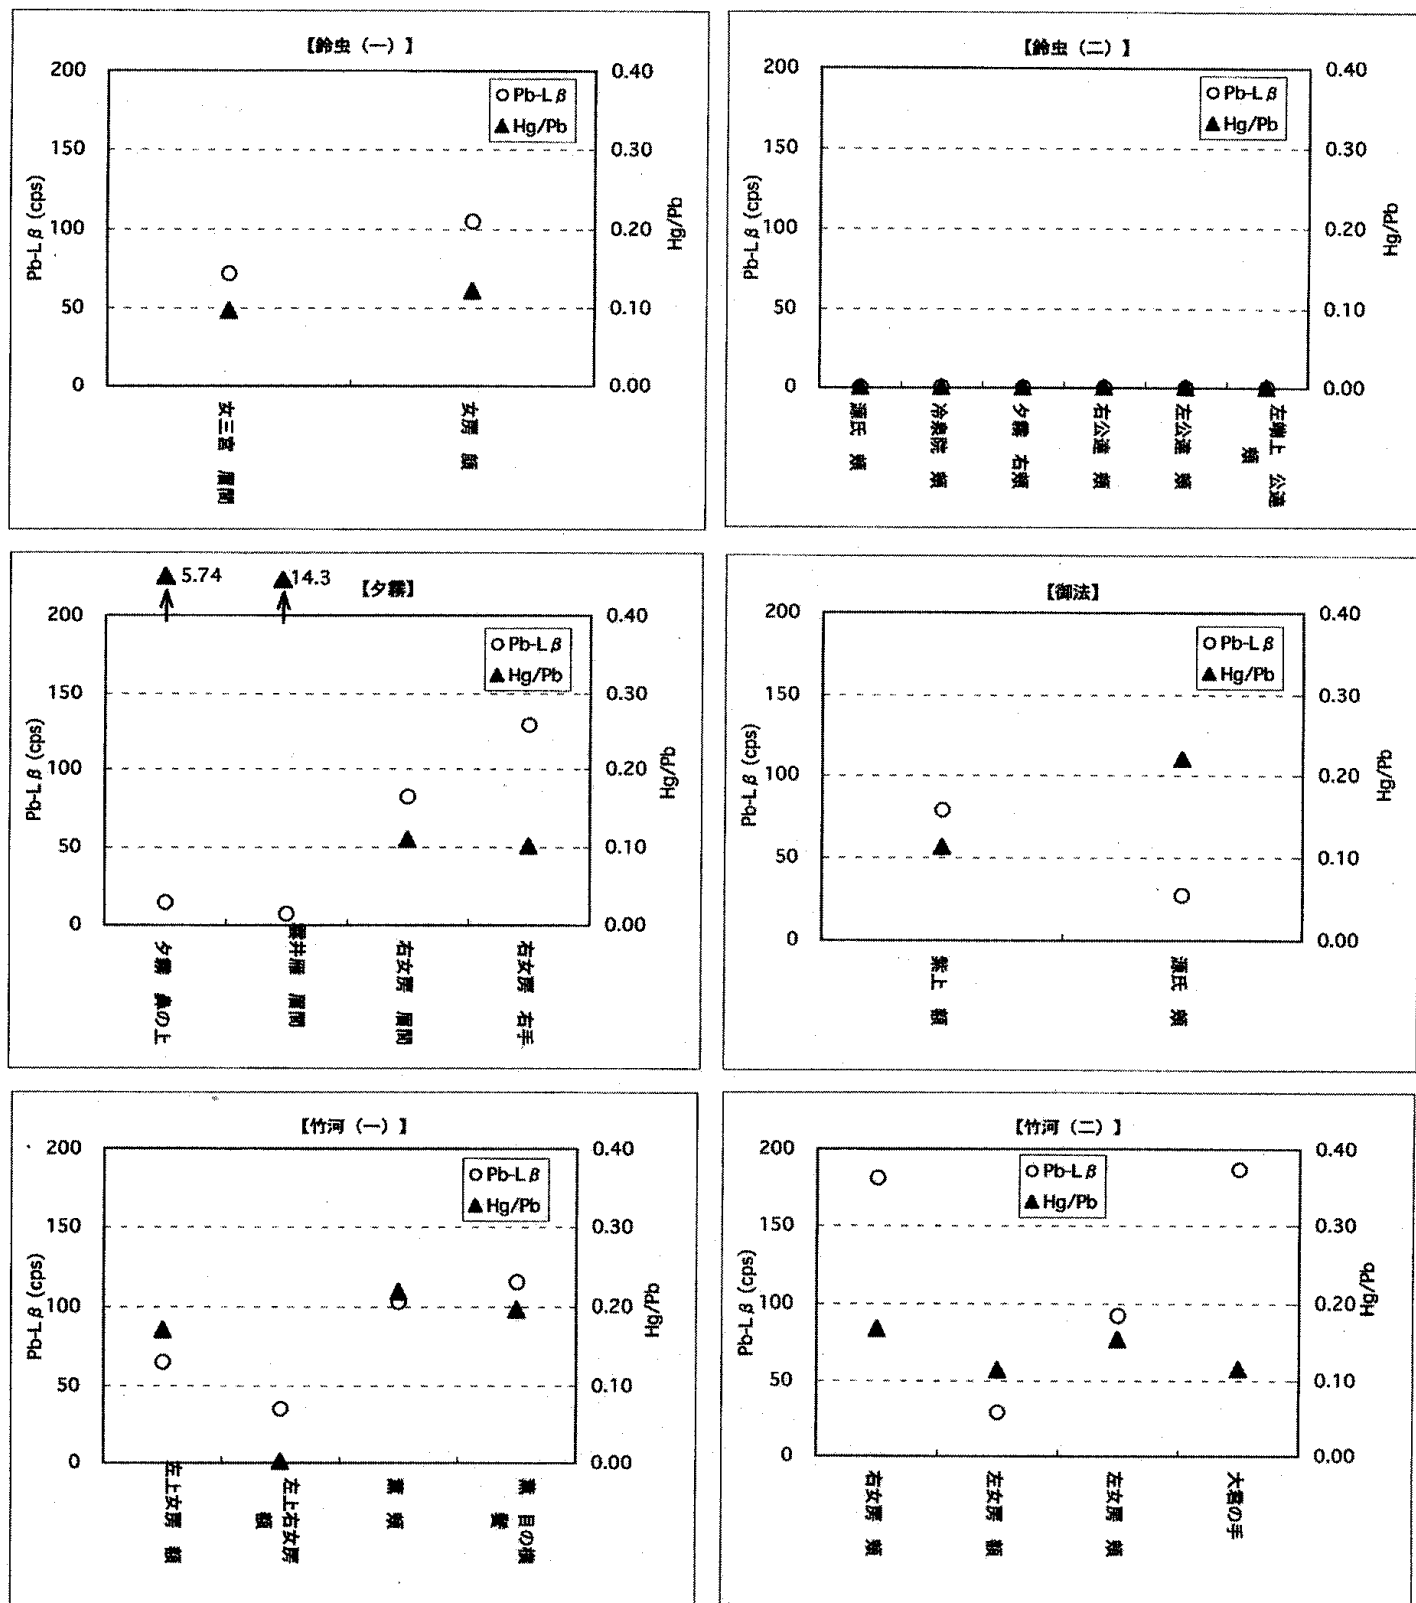 【鈴虫（一）】
200
150
100
50
0
Pb-Lβ (cps)
0.40
0.30
0.20
0.10
0.00
Hg/Pb
○ Pb-Lβ
▲ Hg/Pb
女三宮 眉間
女房 顔
【鈴虫（二）】
200
150
100
50
0
Pb-Lβ (cps)
0.40
0.30
0.20
0.10
0.00
Hg/Pb
○ Pb-Lβ
▲ Hg/Pb
源氏 頬
冷泉院 頬
夕霧 右頬
右公達 頬
左公達 頬
左端上 公達
頬
【夕霧】
5.74
14.3
200
150
100
50
0
Pb-Lβ (cps)
0.40
0.30
0.20
0.10
0.00
Hg/Pb
○ Pb-Lβ
▲ Hg/Pb
夕霧 鼻の上
井雁 眉間
右女房 眉間
右女房 右手
【御法】
200
150
100
50
0
Pb-Lβ (cps)
0.40
0.30
0.20
0.10
0.00
Hg/Pb
○ Pb-Lβ
▲ Hg/Pb
紫上 額
源氏 頬
【竹河（一）】
200
150
100
50
0
Pb-Lβ (cps)
0.40
0.30
0.20
0.10
0.00
Hg/Pb
○ Pb-Lβ
▲ Hg/Pb
左上女房 額
左上右女房
額
薫 頬
薫 目の横
【竹河（二）】
200
150
100
50
0
Pb-Lβ (cps)
0.40
0.30
0.20
0.10
0.00
Hg/Pb
○ Pb-Lβ
▲ Hg/Pb
右女房 頬
左女房 額
左女房 頬
大君の手